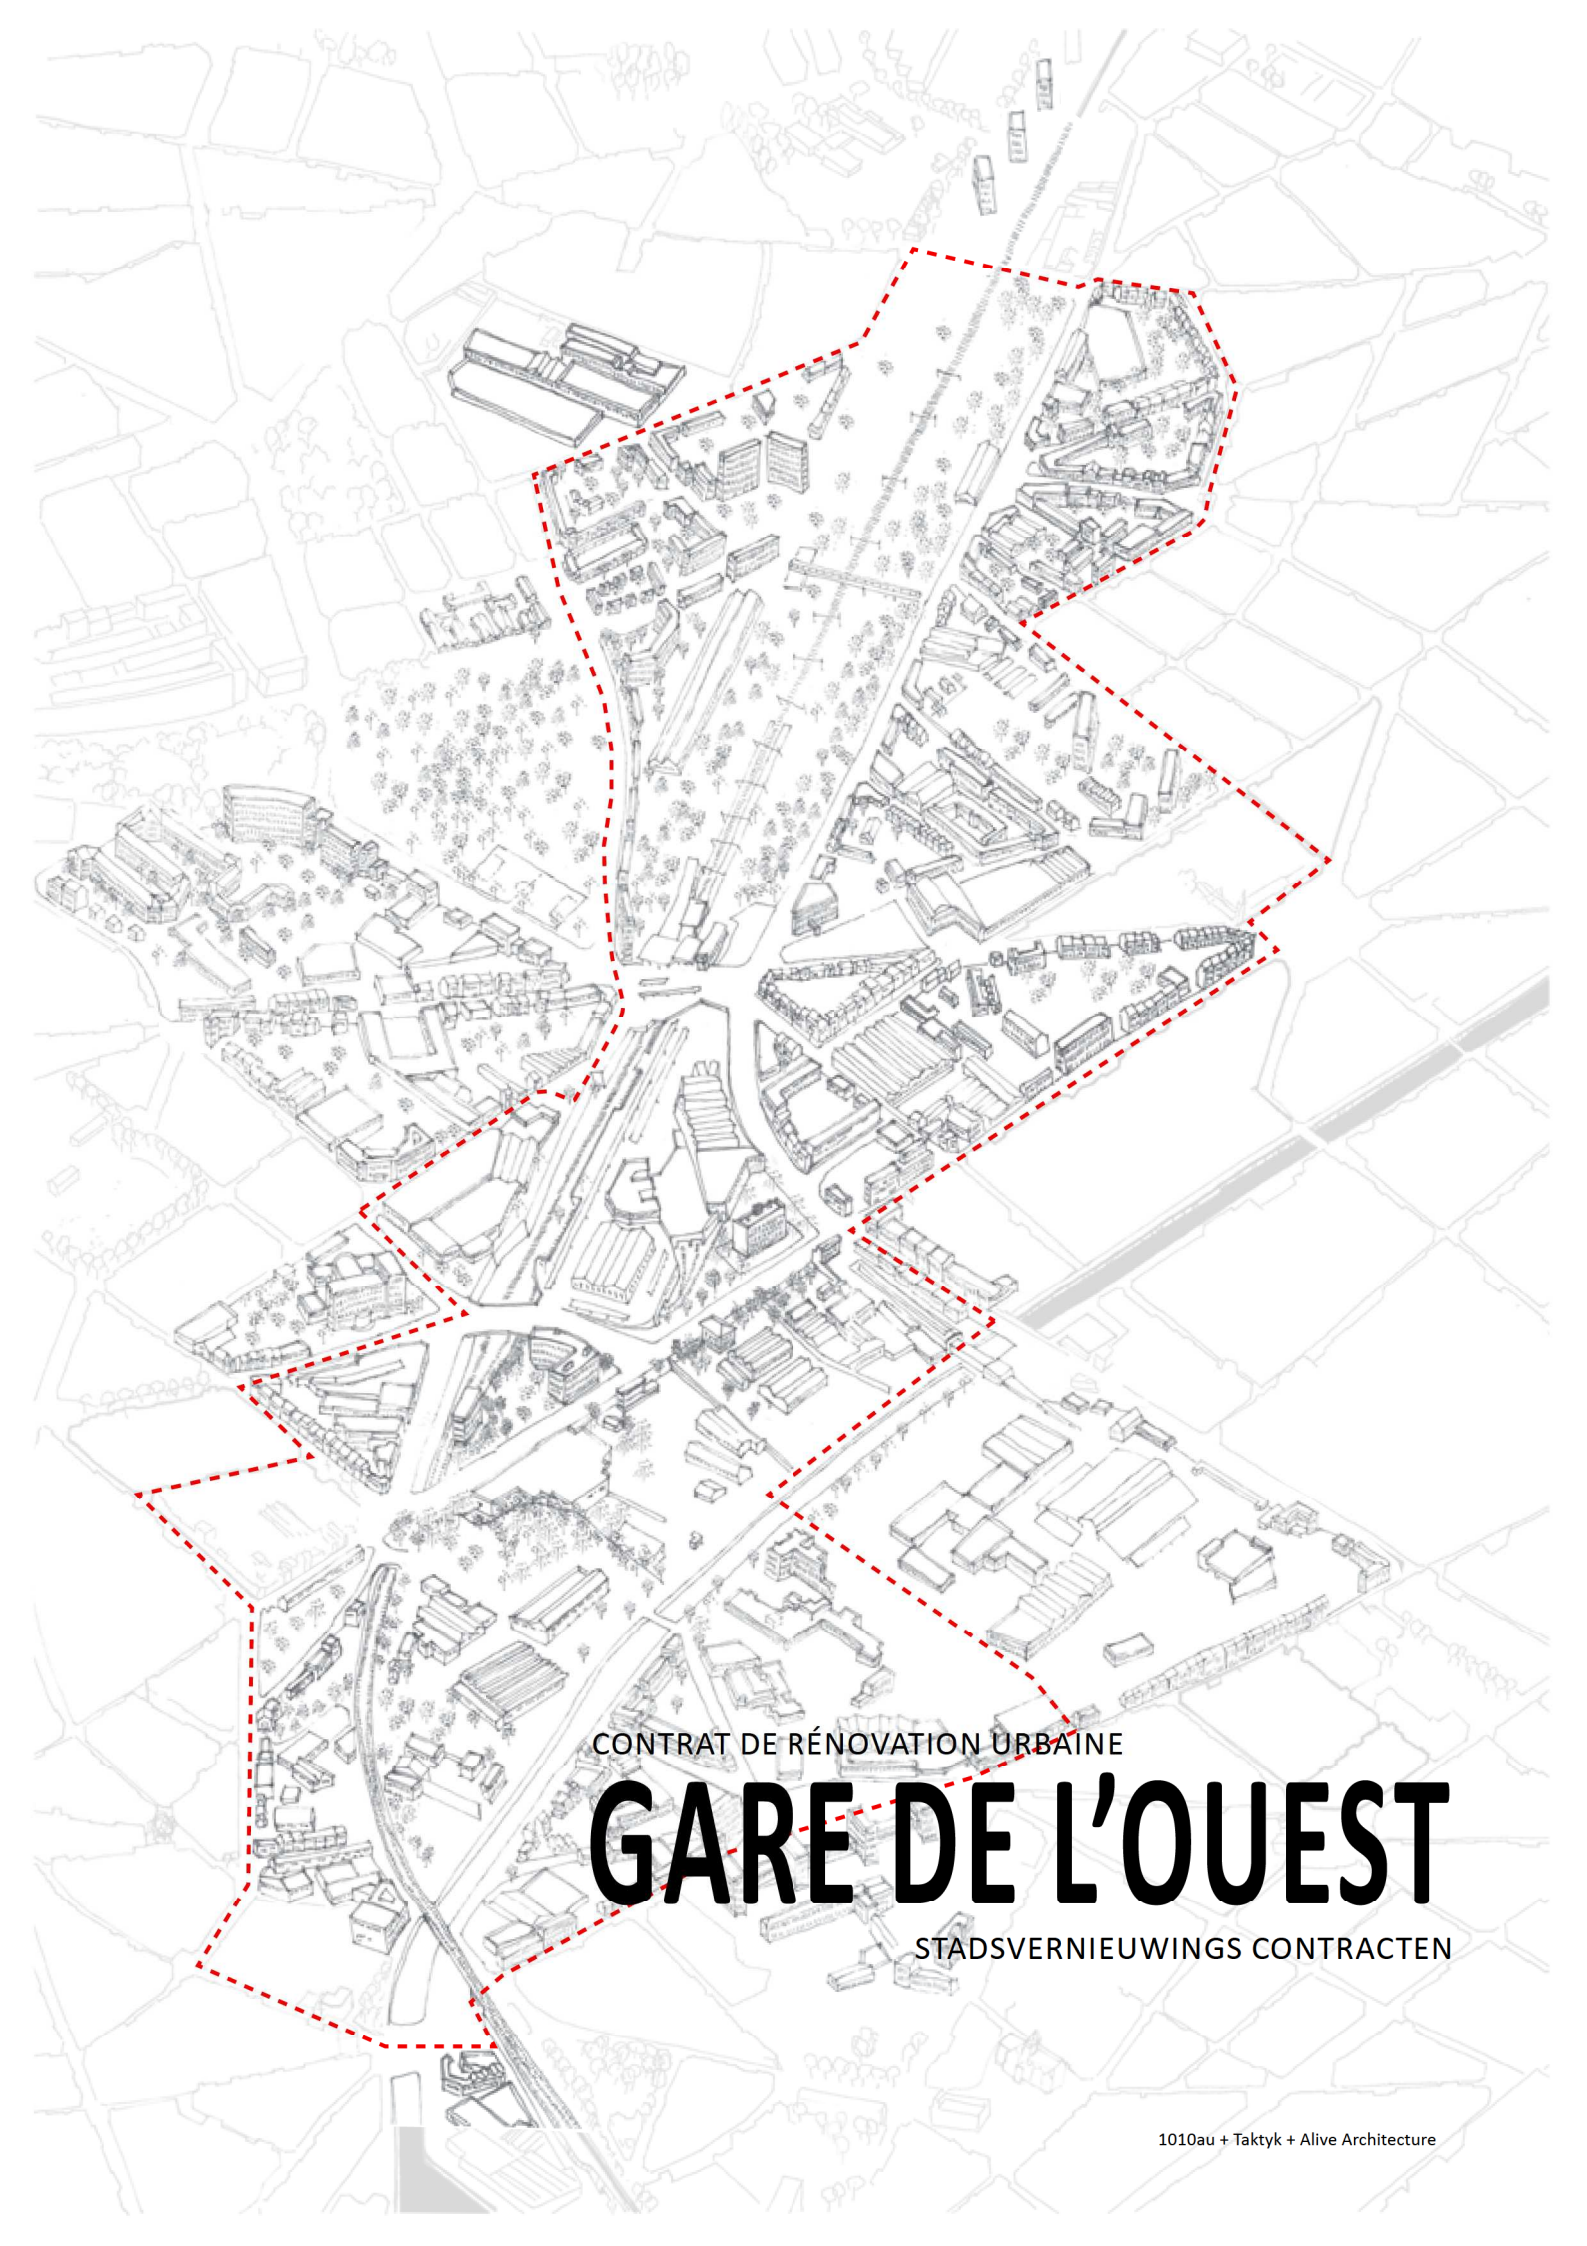 CONTRAT DE RÉNOVATION URBAINE
GARE DE L’OUEST
STADSVERNIEUWINGS CONTRACTEN
1010au + Taktyk + Alive Architecture